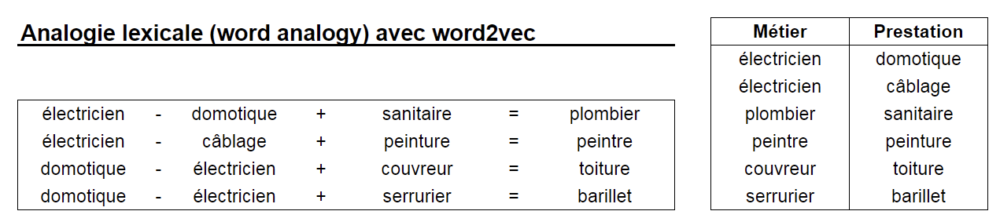 Analogie lexicale (word analogy) avec word2vec
électricien - domotique + sanitaire = plombier
électricien - câblage + peinture = peintre
domotique - électricien + couvreur = toiture
domotique - électricien + serrurier = barillet
Métier Prestation
électricien domotique
électricien câblage
plombier sanitaire
peintre peinture
couvreur toiture
serrurier barillet